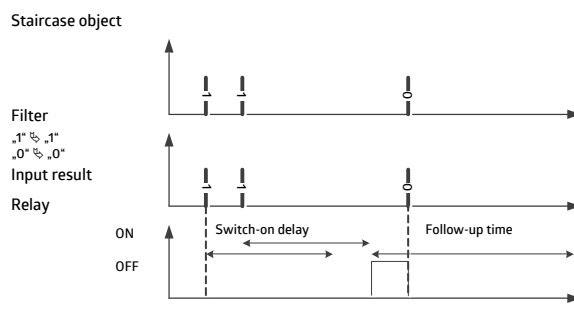 Staircase object
1 1 0
Filter
„1“ ⤷ „1“
„0“ ⤷ „0“
Input result
1 1 0
Relay
ON
Switch-on delay
Follow-up time
OFF